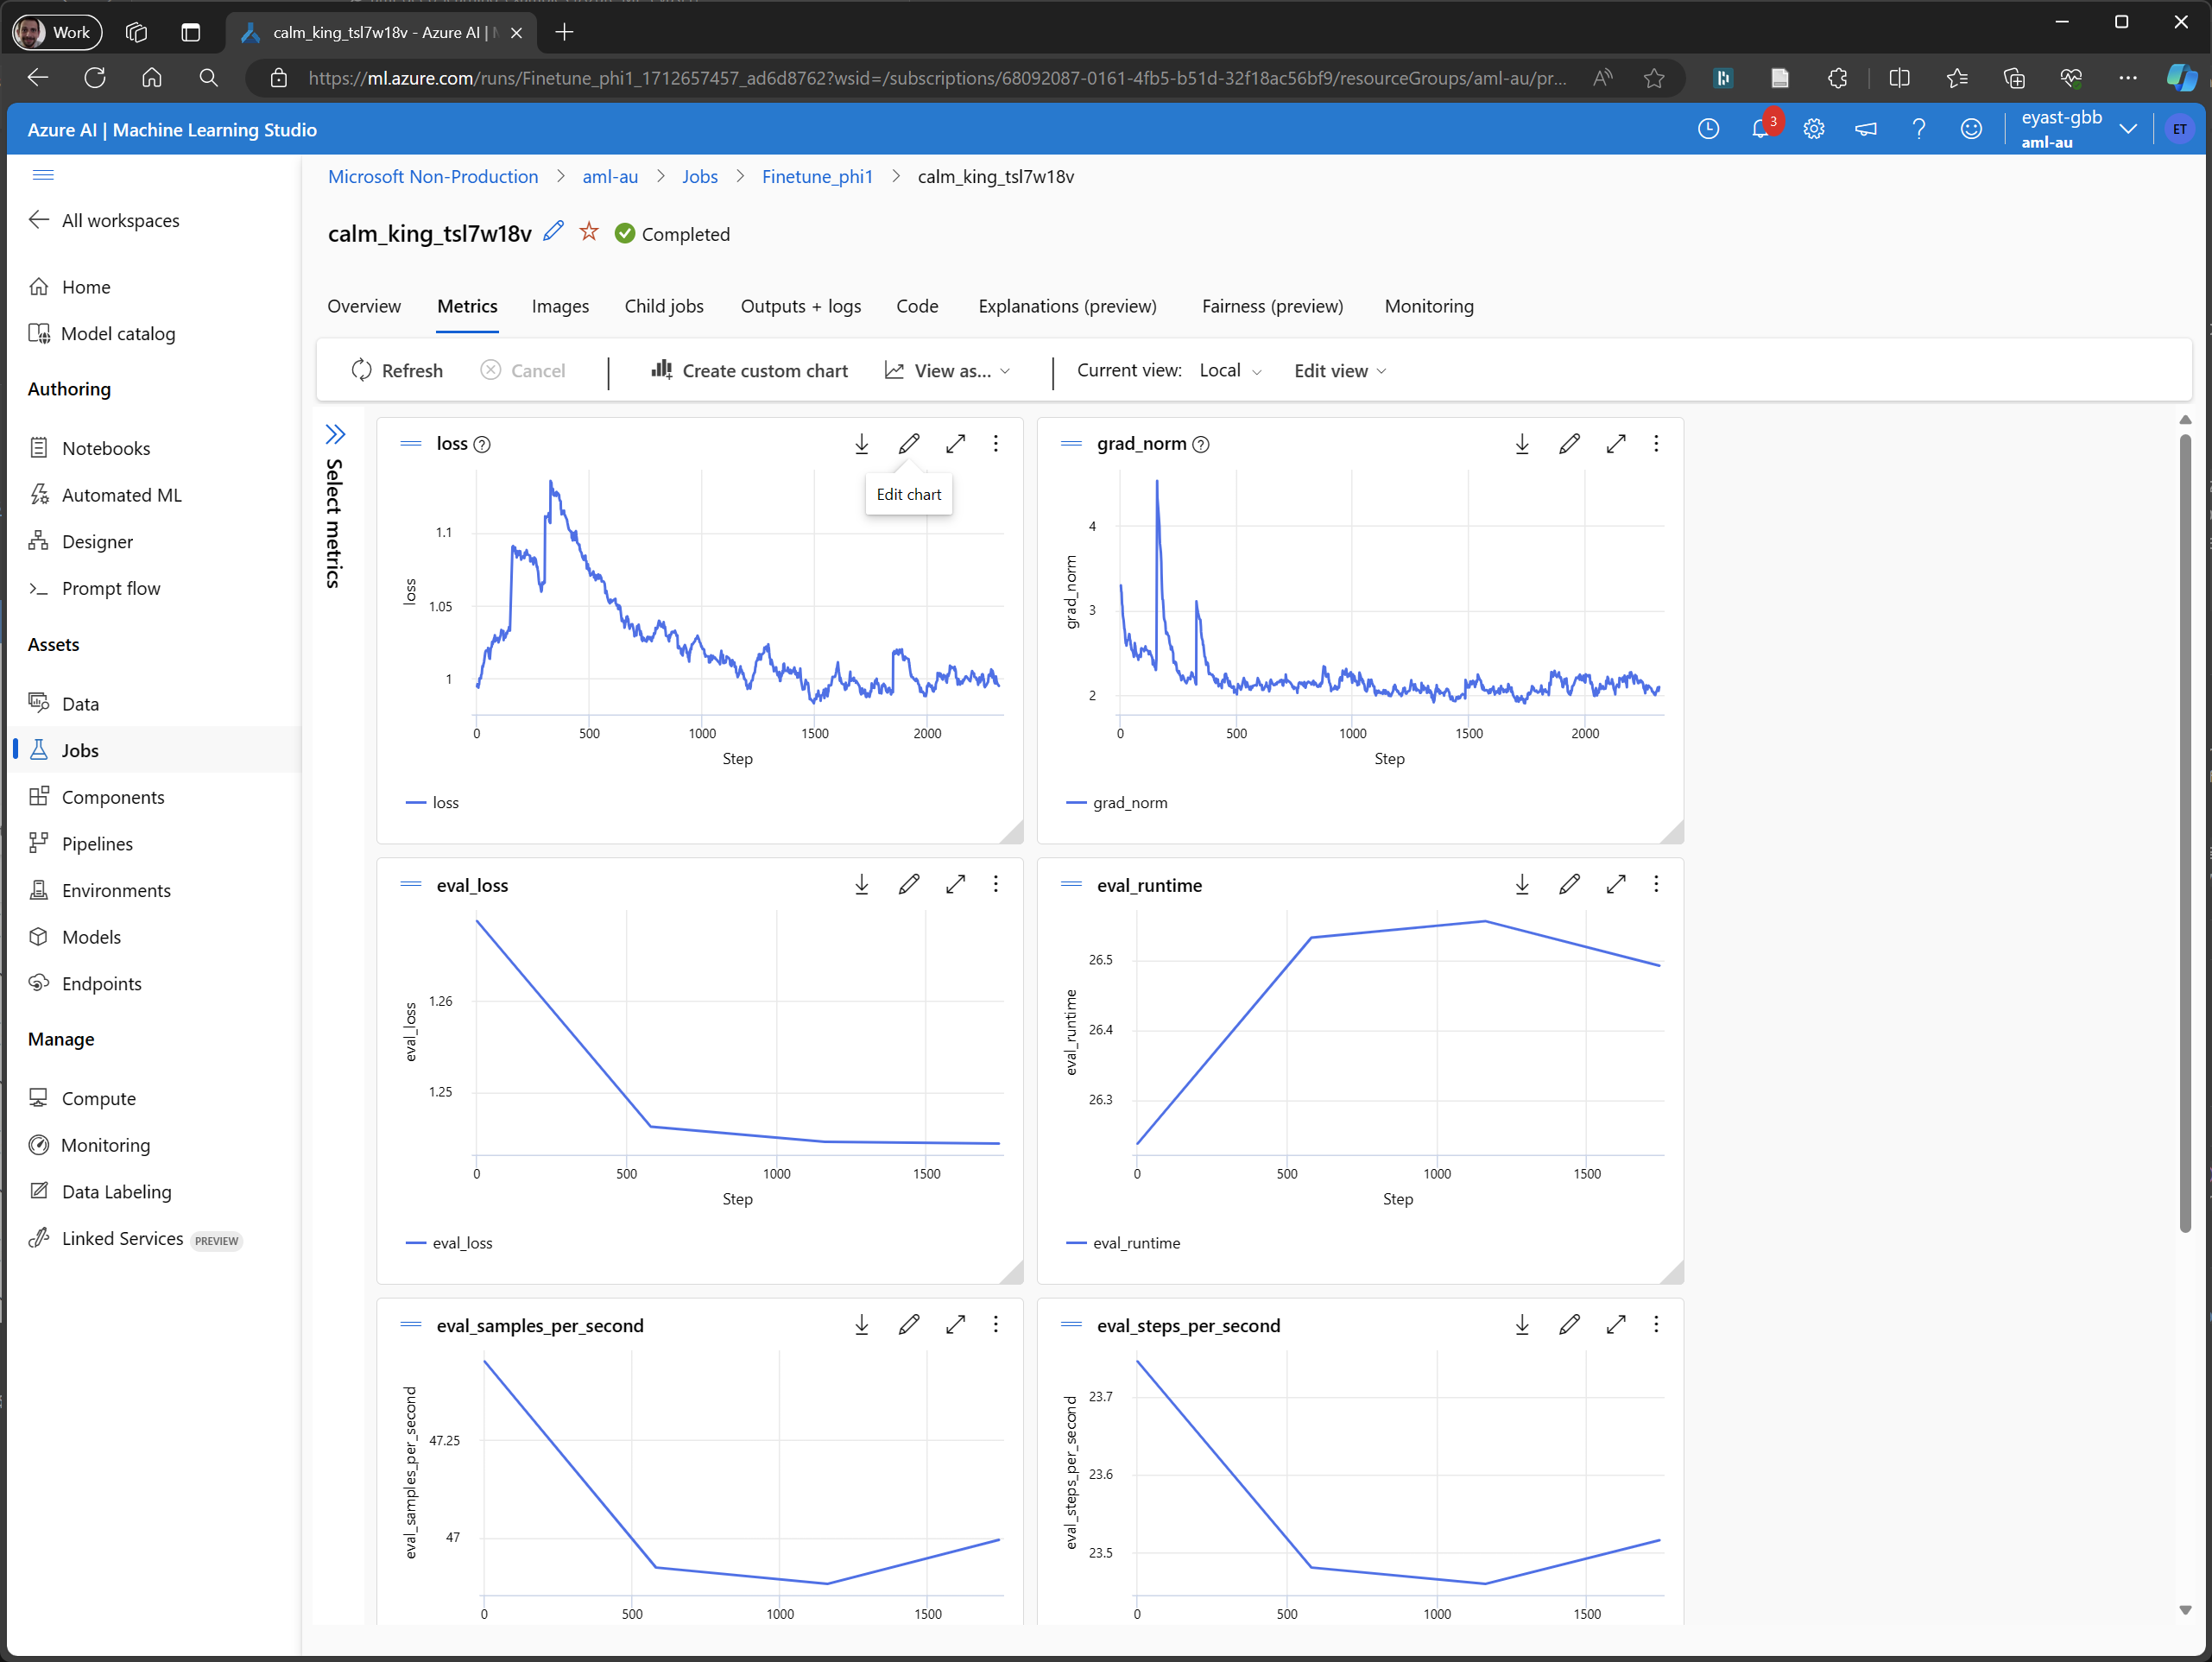 Work
calm_king_tsl7w18v - Azure AI |
https://ml.azure.com/runs/Finetune_phi1_1712657457_ad6d8762?wsid=/subscriptions/68092087-0161-4fb5-b51d-32f18ac56bf9/resourceGroups/aml-au/pr...
Azure AI | Machine Learning Studio
3
eyast-gbb
aml-au
ET
All workspaces
Home
Model catalog
Authoring
Notebooks
Automated ML
Designer
Prompt flow
Assets
Data
Jobs
Components
Pipelines
Environments
Models
Endpoints
Manage
Compute
Monitoring
Data Labeling
Linked Services PREVIEW
Microsoft Non-Production > aml-au > Jobs > Finetune_phi1 > calm_king_tsl7w18v
calm_king_tsl7w18v Completed
Overview Metrics Images Child jobs Outputs + logs Code Explanations (preview) Fairness (preview) Monitoring
Refresh Cancel Create custom chart View as... Current view: Local Edit view
Select metrics
loss
Edit chart
1.1
1.05
1
loss
0 500 1000 1500 2000
Step
loss
grad_norm
4
3
2
grad_norm
0 500 1000 1500 2000
Step
grad_norm
eval_loss
1.26
1.25
eval_loss
0 500 1000 1500
Step
eval_loss
eval_runtime
26.5
26.4
26.3
eval_runtime
0 500 1000 1500
Step
eval_runtime
eval_samples_per_second
47.25
47
eval_samples_per_second
0 500 1000 1500
eval_steps_per_second
23.7
23.6
23.5
eval_steps_per_second
0 500 1000 1500